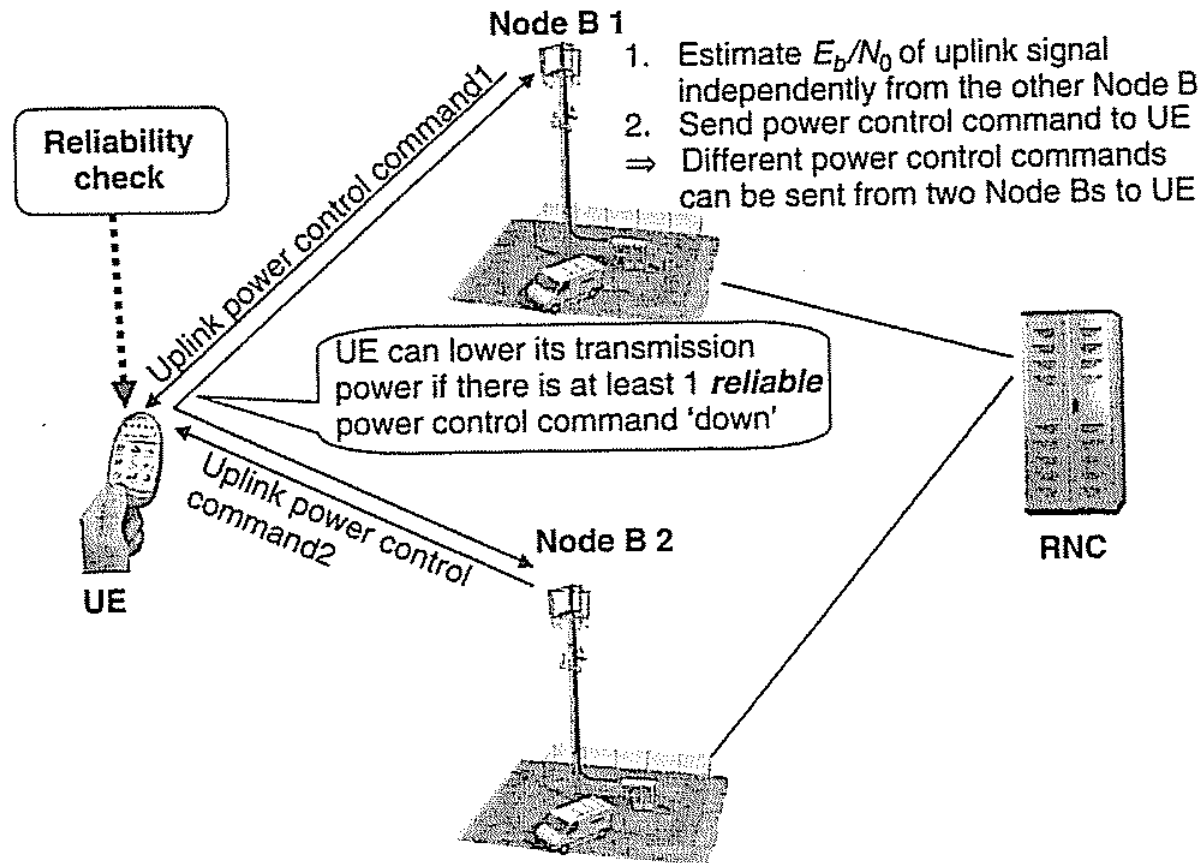 Node B 1
1. Estimate Eb/N0 of uplink signal
independently from the other Node B
2. Send power control command to UE
⇒ Different power control commands
can be sent from two Node Bs to UE
Reliability
check
Uplink power control command1
UE can lower its transmission
power if there is at least 1 reliable
power control command ‘down’
Uplink power control
command2
Node B 2
UE
RNC